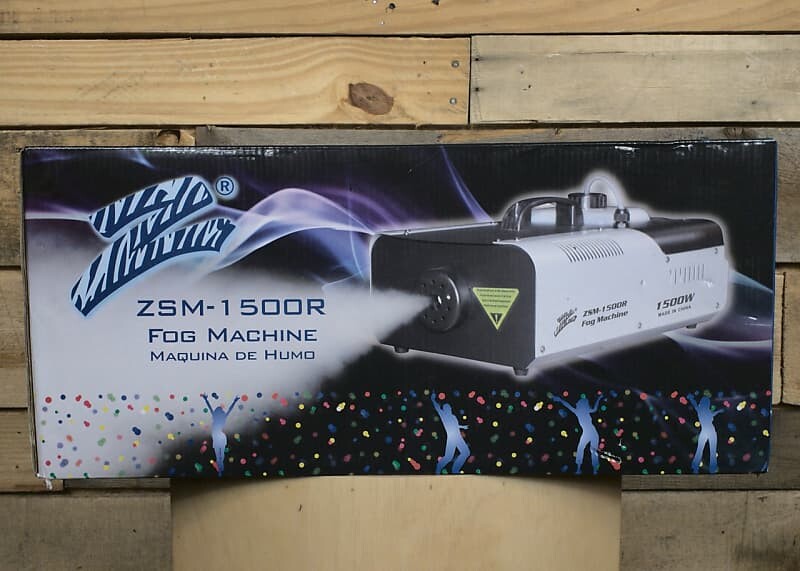 ®
ZSM-1500R
FOG MACHINE
MAQUINA DE HUMO
ZSM-1500R
Fog Machine
1500W
MADE IN CHINA